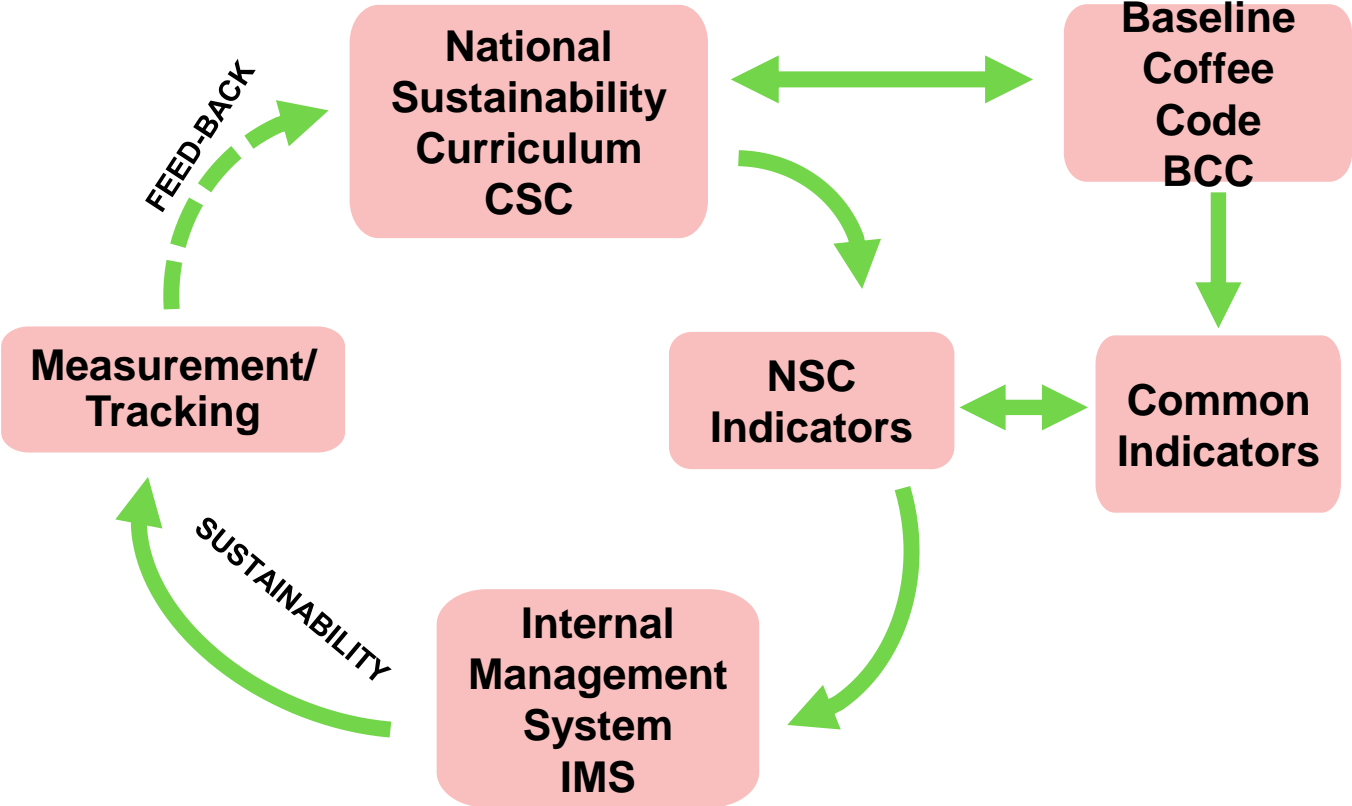 National
Sustainability
Curriculum
CSC
Baseline
Coffee
Code
BCC
FEED-BACK
Measurement/
Tracking
NSC
Indicators
Common
Indicators
SUSTAINABILITY
Internal
Management
System
IMS